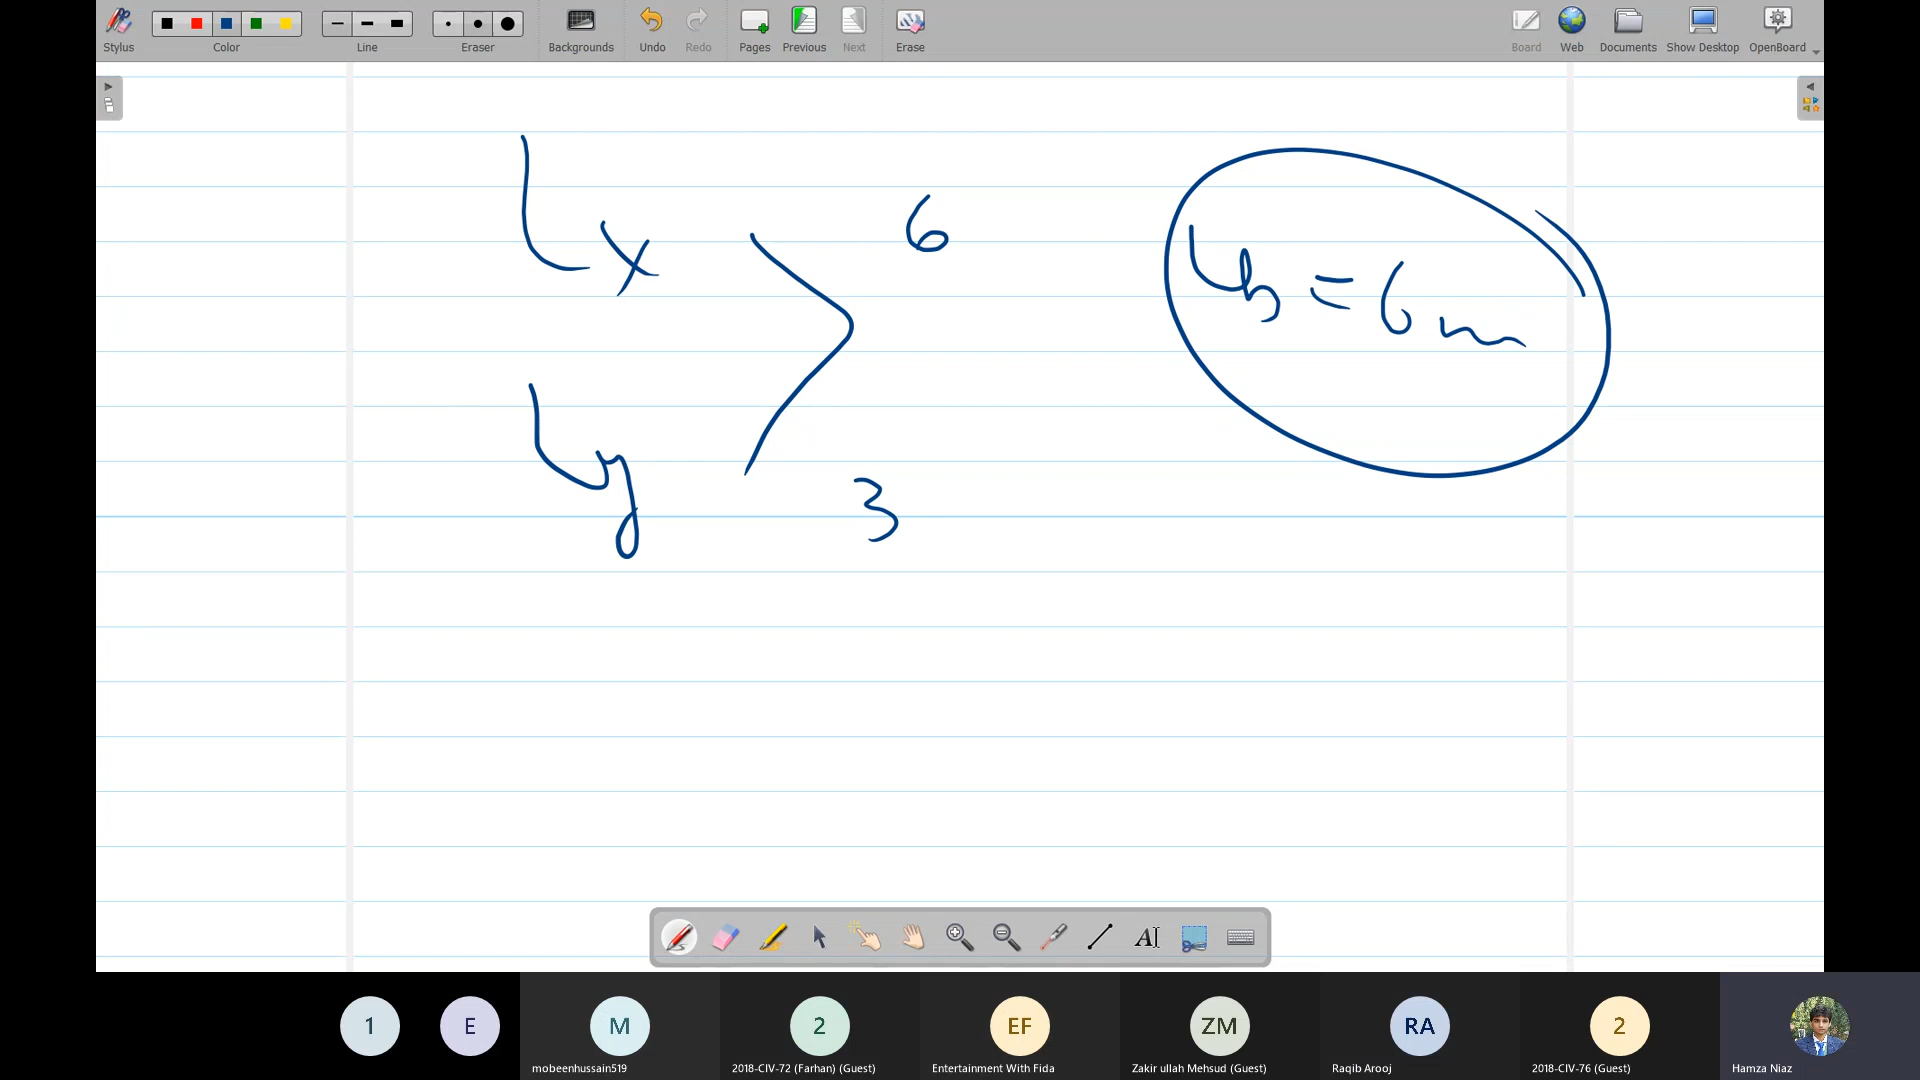 Stylus
Color
Line
Eraser
Backgrounds
Undo
Redo
Pages
Previous
Next
Erase
Board
Web
Documents
Show Desktop
OpenBoard
Lx
6
Lb = 6m
Ly
3
AI
1
E
M
2
EF
ZM
RA
2
mobeenhussain519
2018-CIV-72 (Farhan) (Guest)
Entertainment With Fida
Zakir ullah Mehsud (Guest)
Raqib Arooj
2018-CIV-76 (Guest)
Hamza Niaz